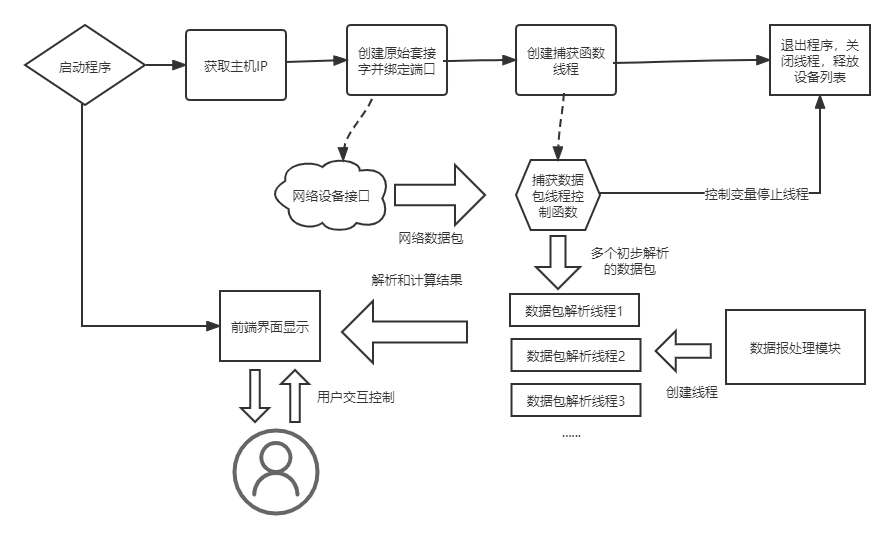 启动程序
获取主机IP
创建原始套接
字并绑定端口
创建捕获函数
线程
退出程序，关
闭线程，释放
设备列表
网络设备接口
网络数据包
捕获数据
包线程控
制函数
控制变量停止线程
多个初步解析
的数据包
解析和计算结果
前端界面显示
数据包解析线程1
数据包解析线程2
数据包解析线程3
......
数据报处理模块
创建线程
用户交互控制